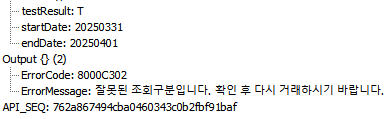 testResult: T
startDate: 20250331
endDate: 20250401
Output {} (2)
ErrorCode: 8000C302
ErrorMessage: 잘못된 조회구분입니다. 확인 후 다시 거래하시기 바랍니다.
API_SEQ: 762a867494cba0460343c0b2fbf91baf